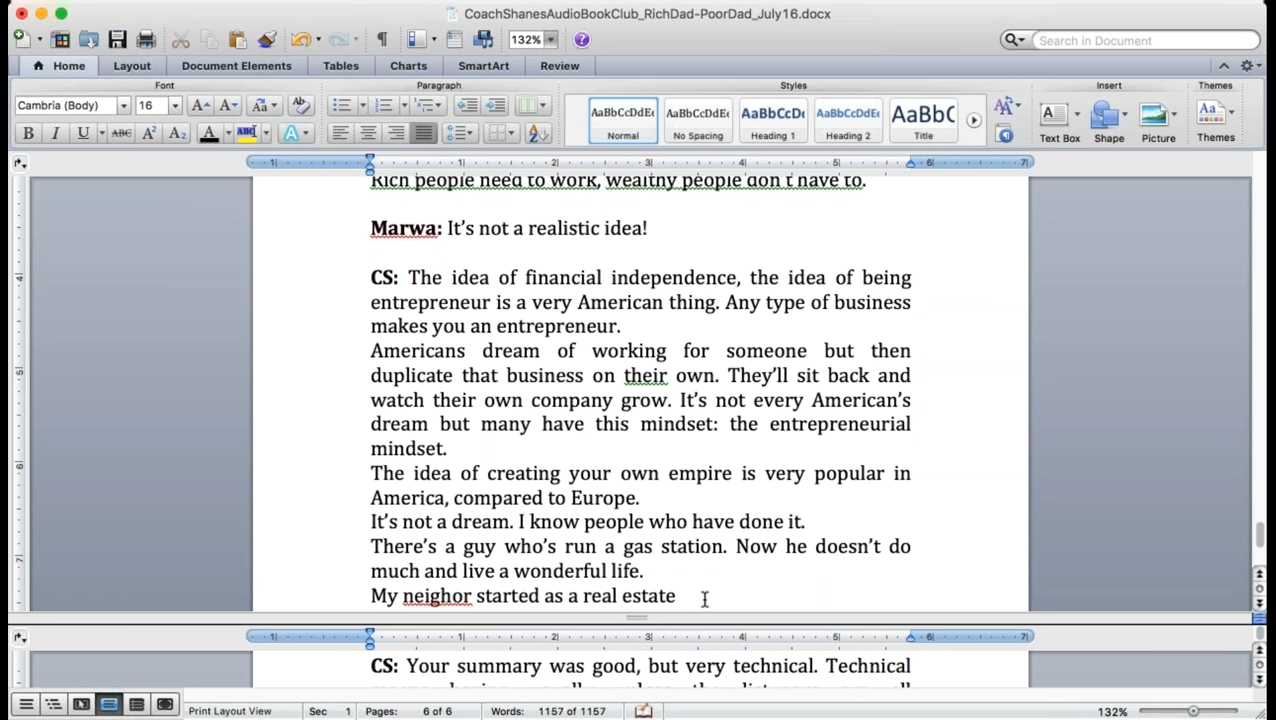 CoachShanesAudioBookClub_RichDad-PoorDad_July16.docx
132% Search in Document
Home Layout Document Elements Tables Charts SmartArt Review
Font Paragraph Styles Insert Themes
Cambria (Body) 16
AaBbCcDdEe AaBbCcDdEe AaBbCcDc AaBbCcDdEe AaBbC
Normal No Spacing Heading 1 Heading 2 Title
Text Box Shape Picture Themes
Rich people need to work, wealthy people don't have to.
Marwa: It's not a realistic idea!
CS: The idea of financial independence, the idea of being
entrepreneur is a very American thing. Any type of business
makes you an entrepreneur.
Americans dream of working for someone but then
duplicate that business on their own. They'll sit back and
watch their own company grow. It's not every American's
dream but many have this mindset: the entrepreneurial
mindset.
The idea of creating your own empire is very popular in
America, compared to Europe.
It's not a dream. I know people who have done it.
There's a guy who's run a gas station. Now he doesn't do
much and live a wonderful life.
My neighor started as a real estate
CS: Your summary was good, but very technical. Technical
Print Layout View Sec 1 Pages: 6 of 6 Words: 1157 of 1157 132%